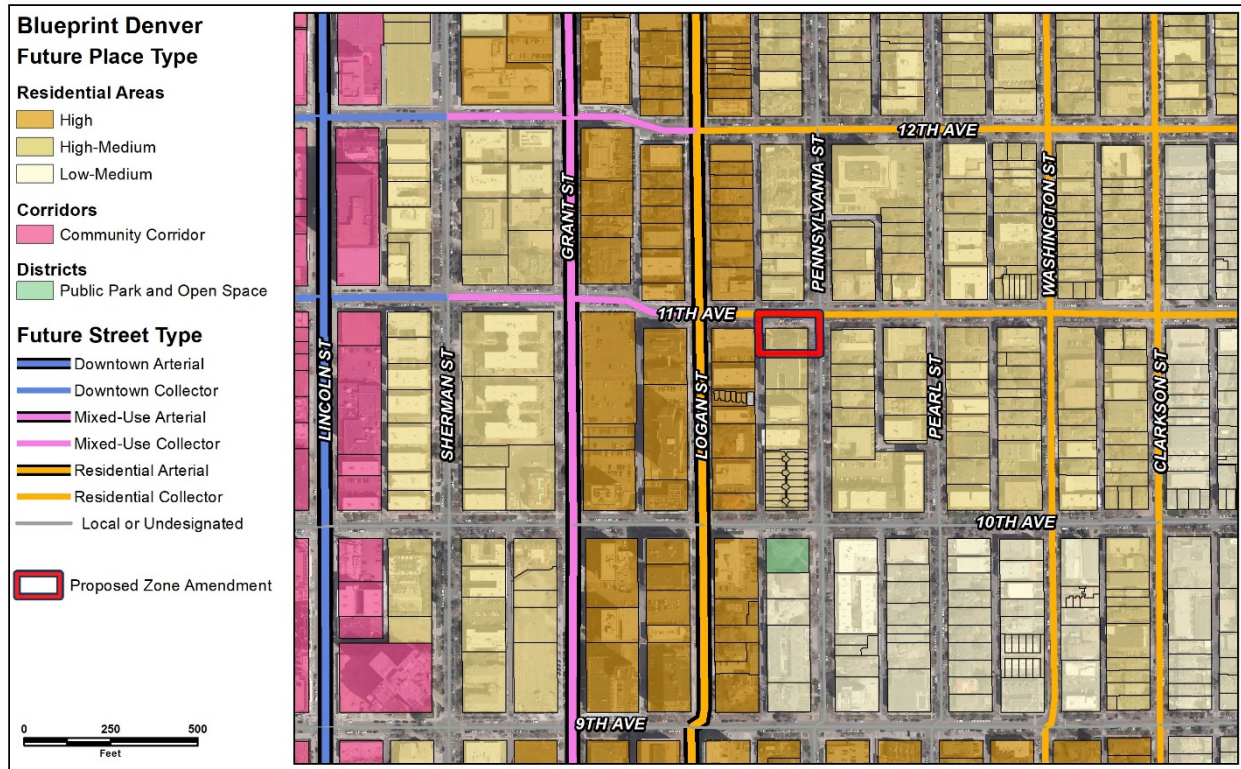 Blueprint Denver
Future Place Type
Residential Areas
High
High-Medium
Low-Medium
Corridors
Community Corridor
Districts
Public Park and Open Space
Future Street Type
Downtown Arterial
Downtown Collector
Mixed-Use Arterial
Mixed-Use Collector
Residential Arterial
Residential Collector
Local or Undesignated
Proposed Zone Amendment
0 250 500
Feet
12TH AVE
11TH AVE
10TH AVE
9TH AVE
LINCOLN ST
SHERMAN ST
GRANT ST
LOGAN ST
PENNSYLVANIA ST
PEARL ST
WASHINGTON ST
CLARKSON ST